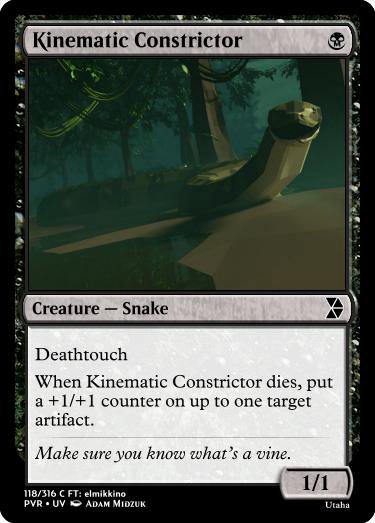 Kinematic Constrictor
Creature — Snake
Deathtouch
When Kinematic Constrictor dies, put
a +1/+1 counter on up to one target
artifact.
Make sure you know what's a vine.
1/1
118/316 C FT: elmikkino
PVR • UV Adam Midzuk
Utaha